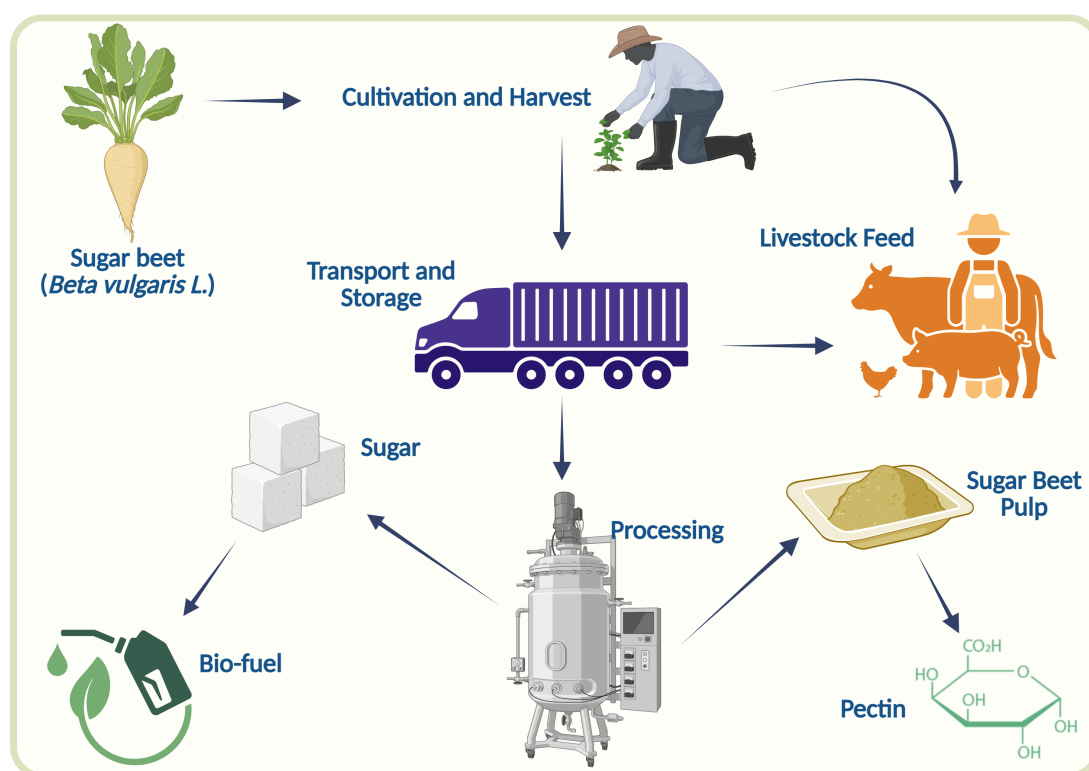 Cultivation and Harvest
Sugar beet
(Beta vulgaris L.)
Livestock Feed
Transport and
Storage
Sugar
Sugar Beet
Pulp
Processing
Bio-fuel
Pectin
CO₂H
HO
O
OH
OH
OH